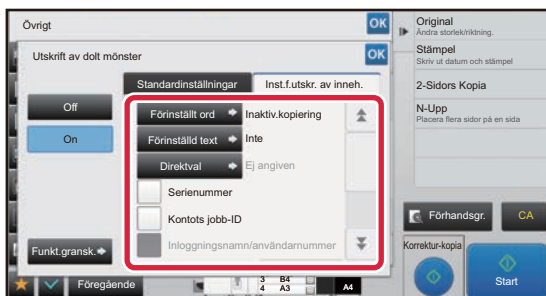 Övrigt
OK
Utskrift av dolt mönster
OK
Standardinställningar
Inst.f.utskr. av inneh.
Off
On
Förinställt ord
Inaktiv.kopiering
Förinställd text
Inte
Direktval
Ej angiven
Serienummer
Kontots jobb-ID
Inloggningsnamn/användarnummer
Funkt.gransk.
Föregående
3 B4
4 A3
A4
Original
Ändra storlek/riktning.
Stämpel
Skriv ut datum och stämpel
2-Sidors Kopia
N-Upp
Placera flera sidor på en sida
Förhandsgr.
CA
Korrektur-kopia
Start